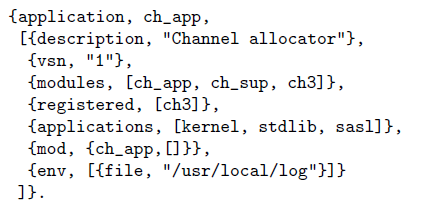 {application, ch_app,
 [{description, "Channel allocator"},
  {vsn, "1"},
  {modules, [ch_app, ch_sup, ch3]},
  {registered, [ch3]},
  {applications, [kernel, stdlib, sasl]},
  {mod, {ch_app,[]}},
  {env, [{file, "/usr/local/log"}]}
 ]}.